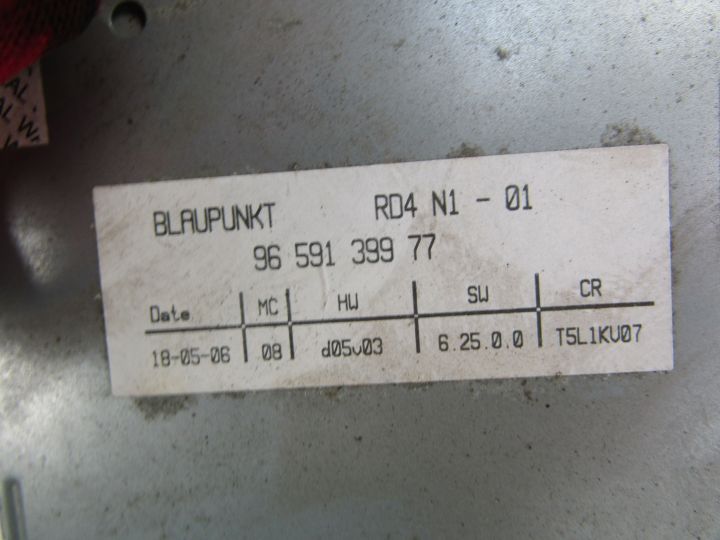 BLAUPUNKT RD4 N1 - 01
96 591 399 77
Date MC HW SW CR
18-05-06 08 d05v03 6.25.0.0 T5L1KV07